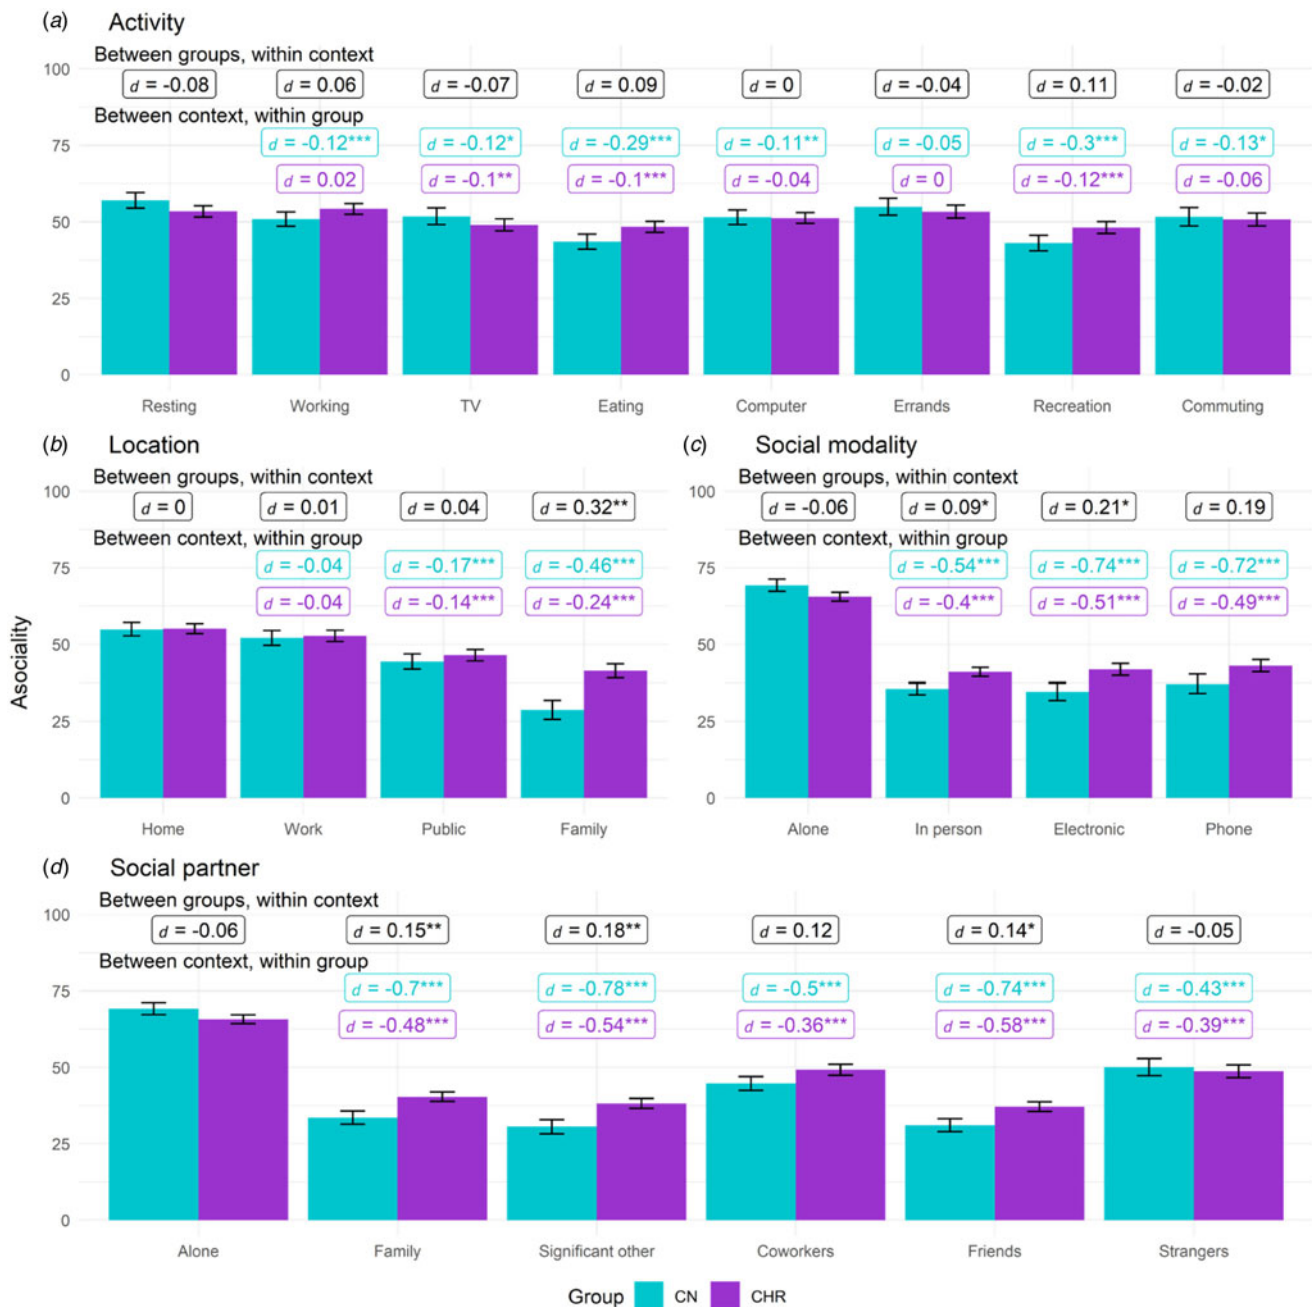 (a) Activity
Between groups, within context
100
d = -0.08 d = 0.06 d = -0.07 d = 0.09 d = 0 d = -0.04 d = 0.11 d = -0.02
Between context, within group
75
d = -0.12*** d = -0.12* d = -0.29*** d = -0.11** d = -0.05 d = -0.3*** d = -0.13*
d = 0.02 d = -0.1** d = -0.1*** d = -0.04 d = 0 d = -0.12*** d = -0.06
50
25
0
Resting Working TV Eating Computer Errands Recreation Commuting
(b) Location
Between groups, within context
100
d = 0 d = 0.01 d = 0.04 d = 0.32**
Between context, within group
75
d = -0.04 d = -0.17*** d = -0.46***
d = -0.04 d = -0.14*** d = -0.24***
50
25
0
Home Work Public Family
Asociality
(c) Social modality
Between groups, within context
100
d = -0.06 d = 0.09* d = 0.21* d = 0.19
Between context, within group
75
d = -0.54*** d = -0.74*** d = -0.72***
d = -0.4*** d = -0.51*** d = -0.49***
50
25
0
Alone In person Electronic Phone
(d) Social partner
Between groups, within context
100
d = -0.06 d = 0.15** d = 0.18** d = 0.12 d = 0.14* d = -0.05
Between context, within group
75
d = -0.7*** d = -0.78*** d = -0.5*** d = -0.74*** d = -0.43***
d = -0.48*** d = -0.54*** d = -0.36*** d = -0.58*** d = -0.39***
50
25
0
Alone Family Significant other Coworkers Friends Strangers
Group CN CHR